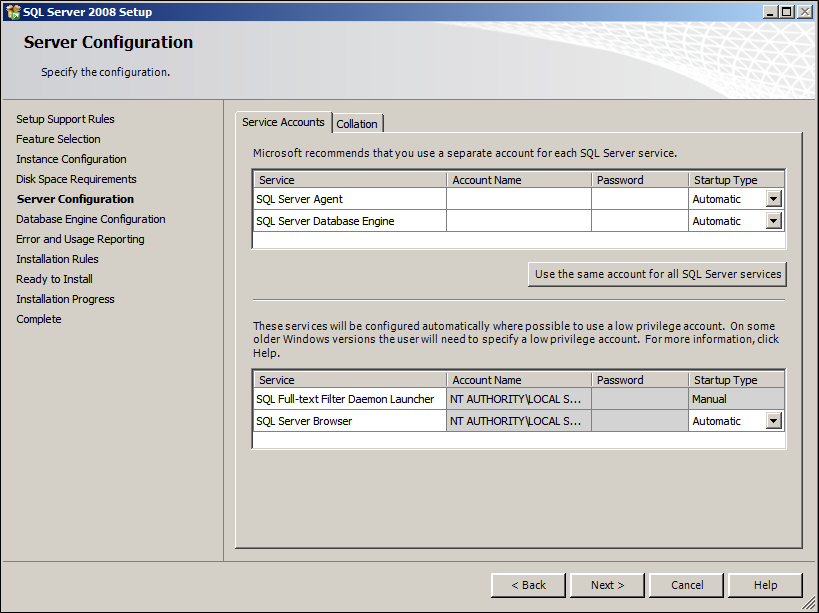 SQL Server 2008 Setup
Server Configuration
Specify the configuration.
Setup Support Rules
Feature Selection
Instance Configuration
Disk Space Requirements
Server Configuration
Database Engine Configuration
Error and Usage Reporting
Installation Rules
Ready to Install
Installation Progress
Complete
Service Accounts Collation
Microsoft recommends that you use a separate account for each SQL Server service.
Service Account Name Password Startup Type
SQL Server Agent Automatic
SQL Server Database Engine Automatic
Use the same account for all SQL Server services
These services will be configured automatically where possible to use a low privilege account. On some
older Windows versions the user will need to specify a low privilege account. For more information, click
Help.
Service Account Name Password Startup Type
SQL Full-text Filter Daemon Launcher NT AUTHORITY\LOCAL S... Manual
SQL Server Browser NT AUTHORITY\LOCAL S... Automatic
< Back Next > Cancel Help